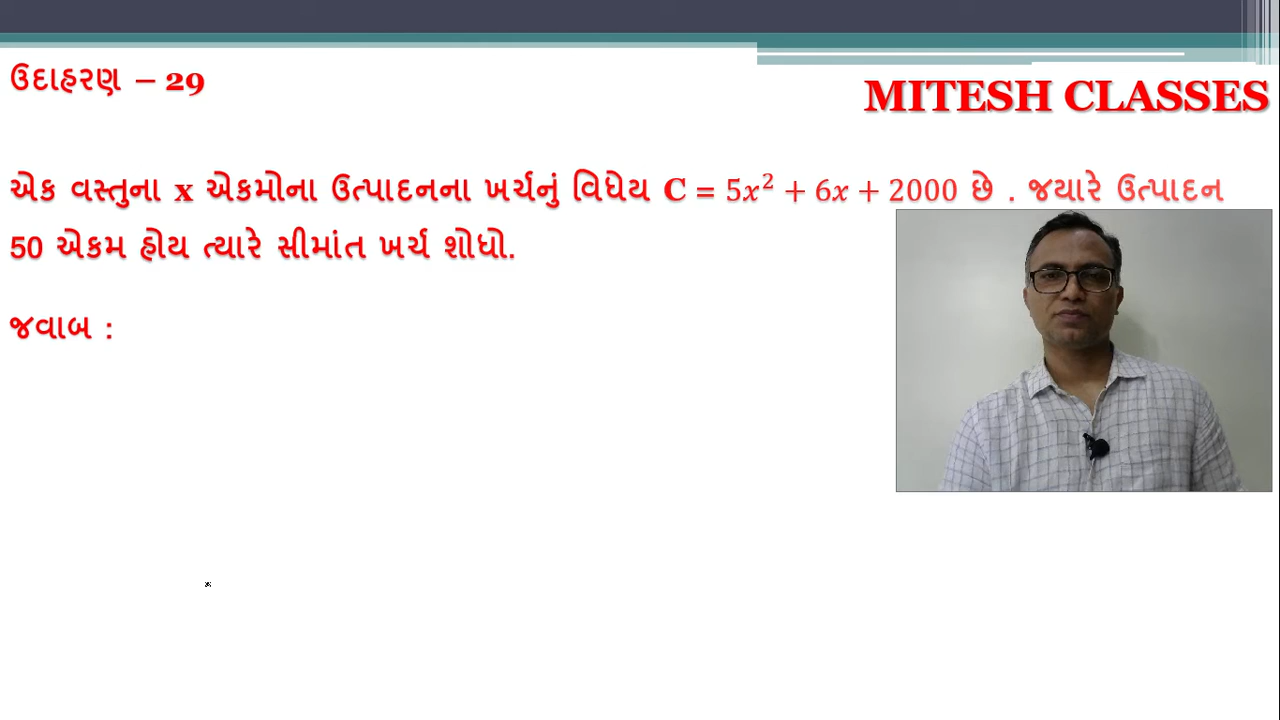 ઉદાહરણ – 29
MITESH CLASSES
એક વસ્તુના x એકમોના ઉત્પાદનના ખર્ચનું વિધેય C = 5x² + 6x + 2000 છે . જયારે ઉત્પાદન
50 એકમ હોય ત્યારે સીમાંત ખર્ચ શોધો.
જવાબ :